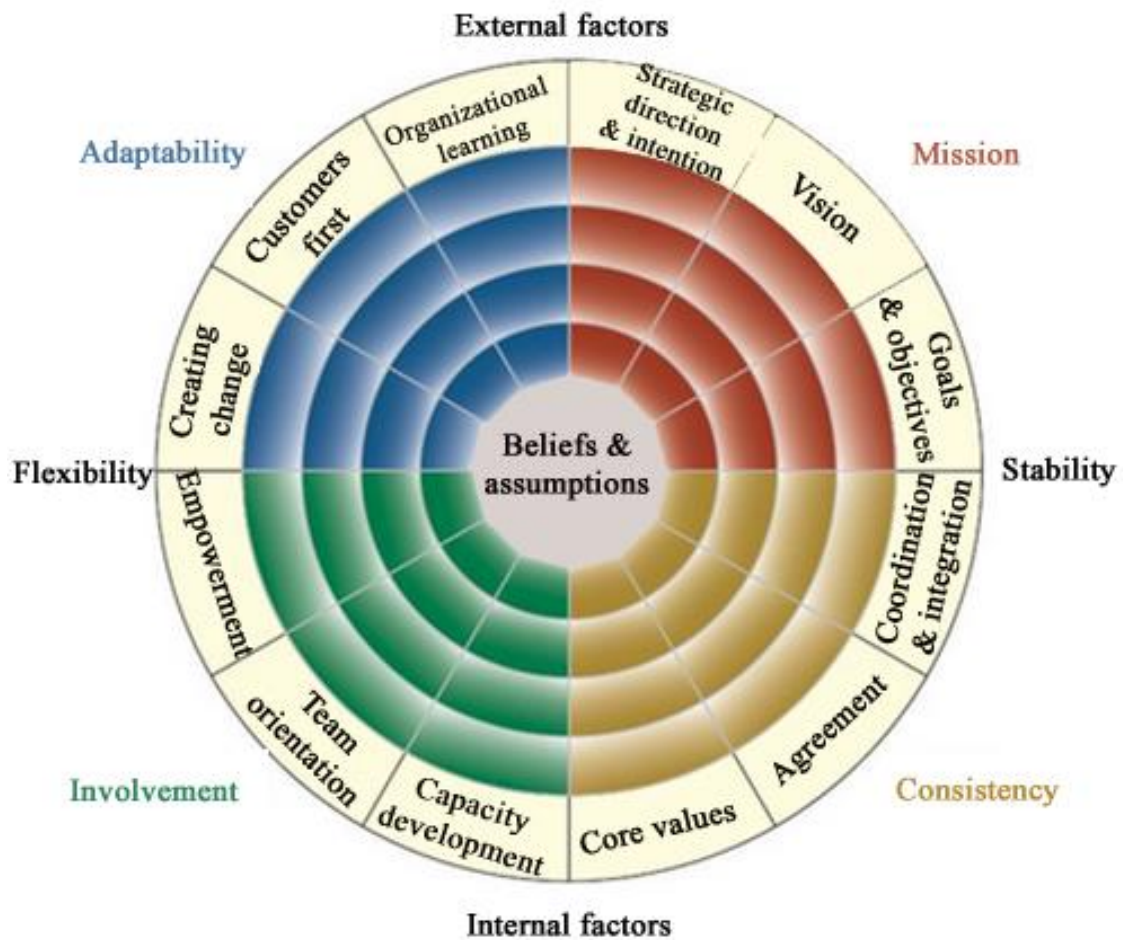 External factors
Adaptability
Mission
Organizational
learning
Strategic
direction
& intention
Customers
first
Vision
Creating
change
Goals
& objectives
Flexibility
Beliefs &
assumptions
Stability
Empowerment
Coordination
& integration
Team
orientation
Agreement
Capacity
development
Core values
Involvement
Consistency
Internal factors